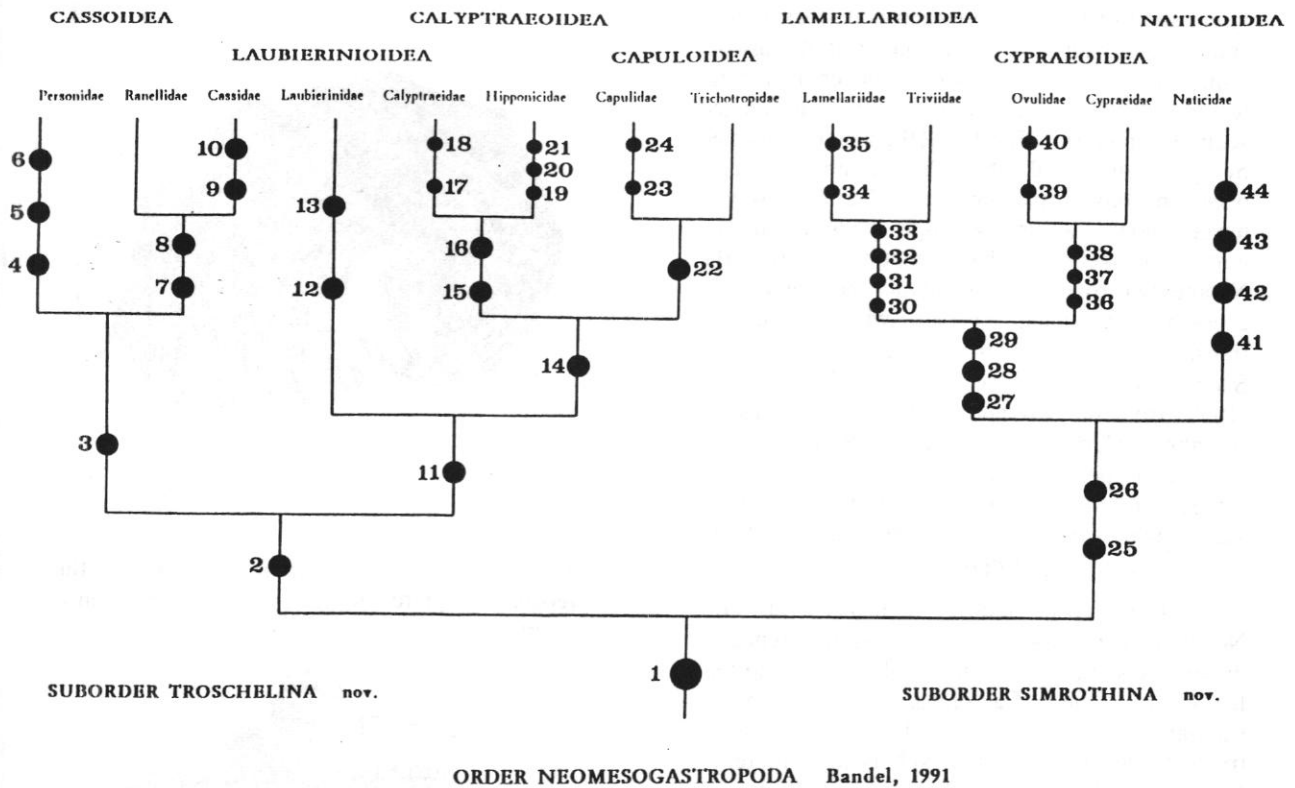 CASSOIDEA CALYPTRAEOIDEA LAMELLARIOIDEA NATICOIDEA
LAUBIERINIOIDEA CAPULOIDEA CYPRAEOIDEA
Personidae Ranellidae Cassidae Laubierinidae Calyptraeidae Hipponicidae Capulidae Trichotropidae Lamellariidae Triviidae Ovulidae Cypraeidae Naticidae
6 10 18 21 24 35 40
20
5 9 17 19 23 34 39 44
13
8 16 33 38 43
4 32 37
22
7 12 15 31 36 42
30
29 41
14 28
27
3
11 26
25
2
1
SUBORDER TROSCHELINA nov. SUBORDER SIMROTHINA nov.
ORDER NEOMESOGASTROPODA Bandel, 1991